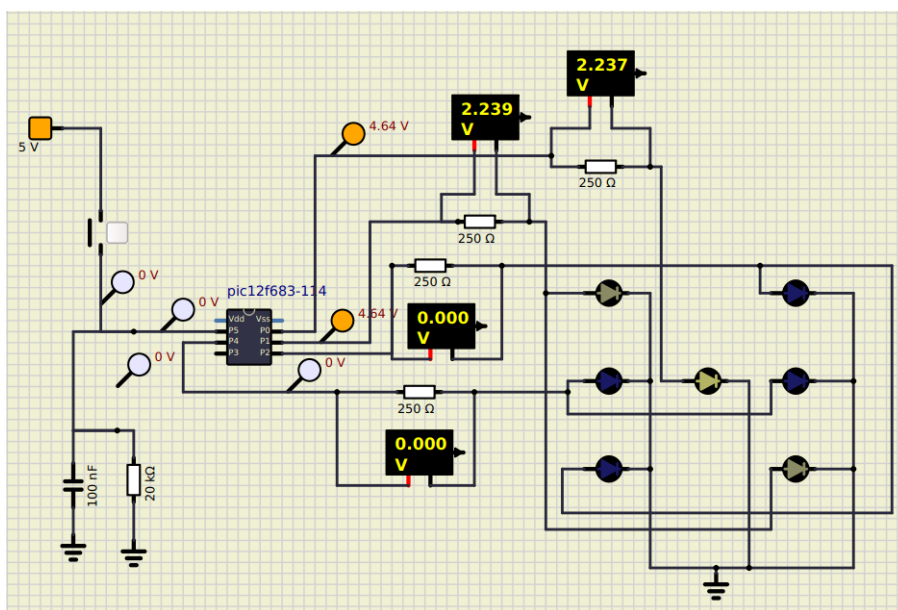 2.237
V
2.239
V
4.64 V
5 V
250 Ω
250 Ω
0 V
250 Ω
pic12f683-114
0 V
4.64 V
Vdd Vss
P5 P0
P4 P1
P3 P2
0.000
V
0 V
0 V
250 Ω
0.000
V
100 nF
20 kΩ